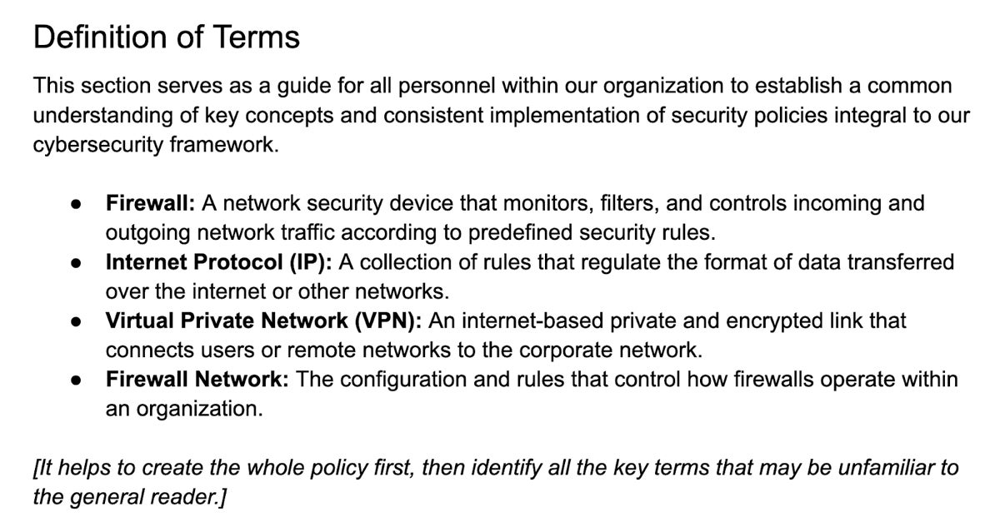 Definition of Terms
This section serves as a guide for all personnel within our organization to establish a common
understanding of key concepts and consistent implementation of security policies integral to our
cybersecurity framework.
● Firewall: A network security device that monitors, filters, and controls incoming and
outgoing network traffic according to predefined security rules.
● Internet Protocol (IP): A collection of rules that regulate the format of data transferred
over the internet or other networks.
● Virtual Private Network (VPN): An internet-based private and encrypted link that
connects users or remote networks to the corporate network.
● Firewall Network: The configuration and rules that control how firewalls operate within
an organization.
[It helps to create the whole policy first, then identify all the key terms that may be unfamiliar to
the general reader.]